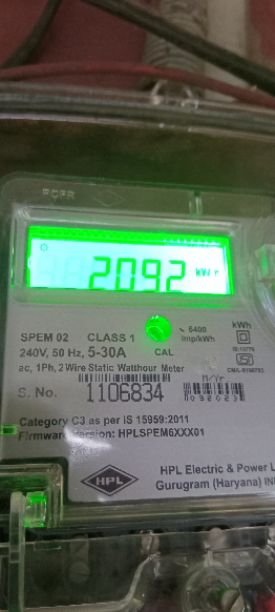 2092 kWh
SPEM 02 CLASS 1
6400 imp/kWh
kWh
240V, 50 Hz, 5-30A CAL
ac, 1Ph, 2 Wire Static Watthour Meter
S. No. 1106834
M/Yr
Category C3 as per IS 15959:2011
Firmware Version: HPLSPEM6XXX01
HPL
HPL Electric & Power
Gurugram (Haryana)